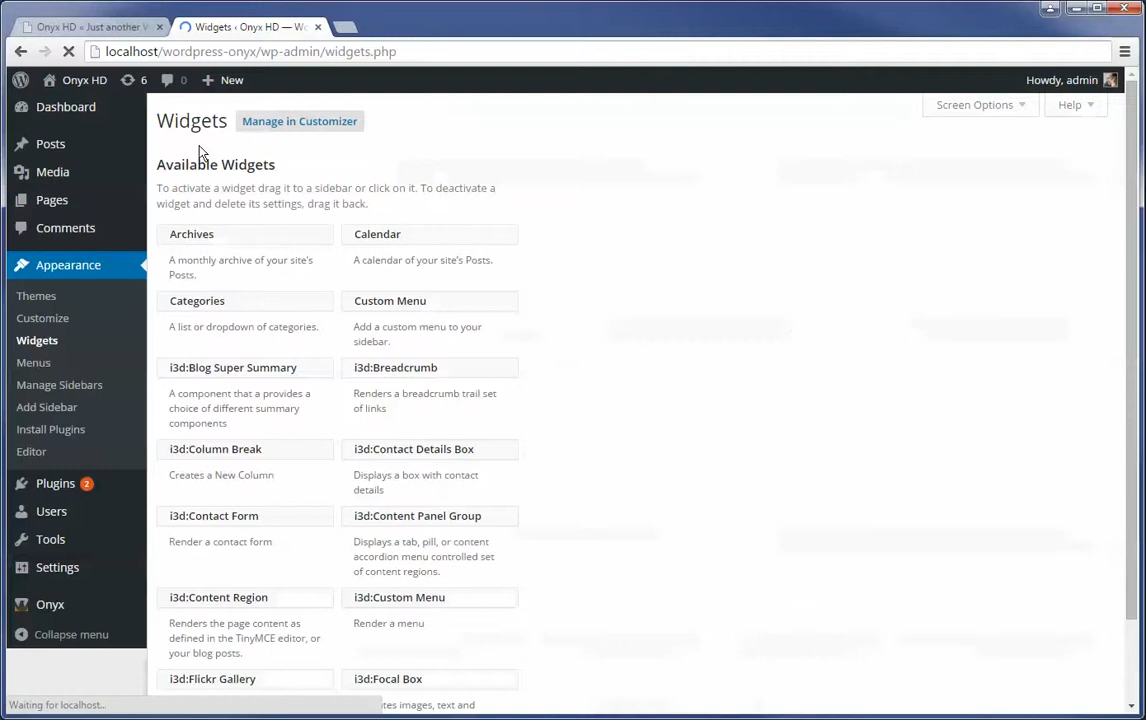 Onyx HD « Just another W
Widgets ‹ Onyx HD — Wo
localhost/wordpress-onyx/wp-admin/widgets.php
Onyx HD 6 0 New Howdy, admin
Dashboard
Posts
Media
Pages
Comments
Appearance
Themes
Customize
Widgets
Menus
Manage Sidebars
Add Sidebar
Install Plugins
Editor
Plugins 2
Users
Tools
Settings
Onyx
Collapse menu
Widgets Manage in Customizer
Screen Options Help
Available Widgets
To activate a widget drag it to a sidebar or click on it. To deactivate a
widget and delete its settings, drag it back.
Archives
A monthly archive of your site's
Posts.
Calendar
A calendar of your site's Posts.
Categories
A list or dropdown of categories.
Custom Menu
Add a custom menu to your
sidebar.
i3d:Blog Super Summary
A component that a provides a
choice of different summary
components
i3d:Breadcrumb
Renders a breadcrumb trail set
of links
i3d:Column Break
Creates a New Column
i3d:Contact Details Box
Displays a box with contact
details
i3d:Contact Form
Render a contact form
i3d:Content Panel Group
Displays a tab, pill, or content
accordion menu controlled set
of content regions.
i3d:Content Region
Renders the page content as
defined in the TinyMCE editor, or
your blog posts.
i3d:Custom Menu
Render a menu
i3d:Flickr Gallery
i3d:Focal Box
images, text and
Waiting for localhost...